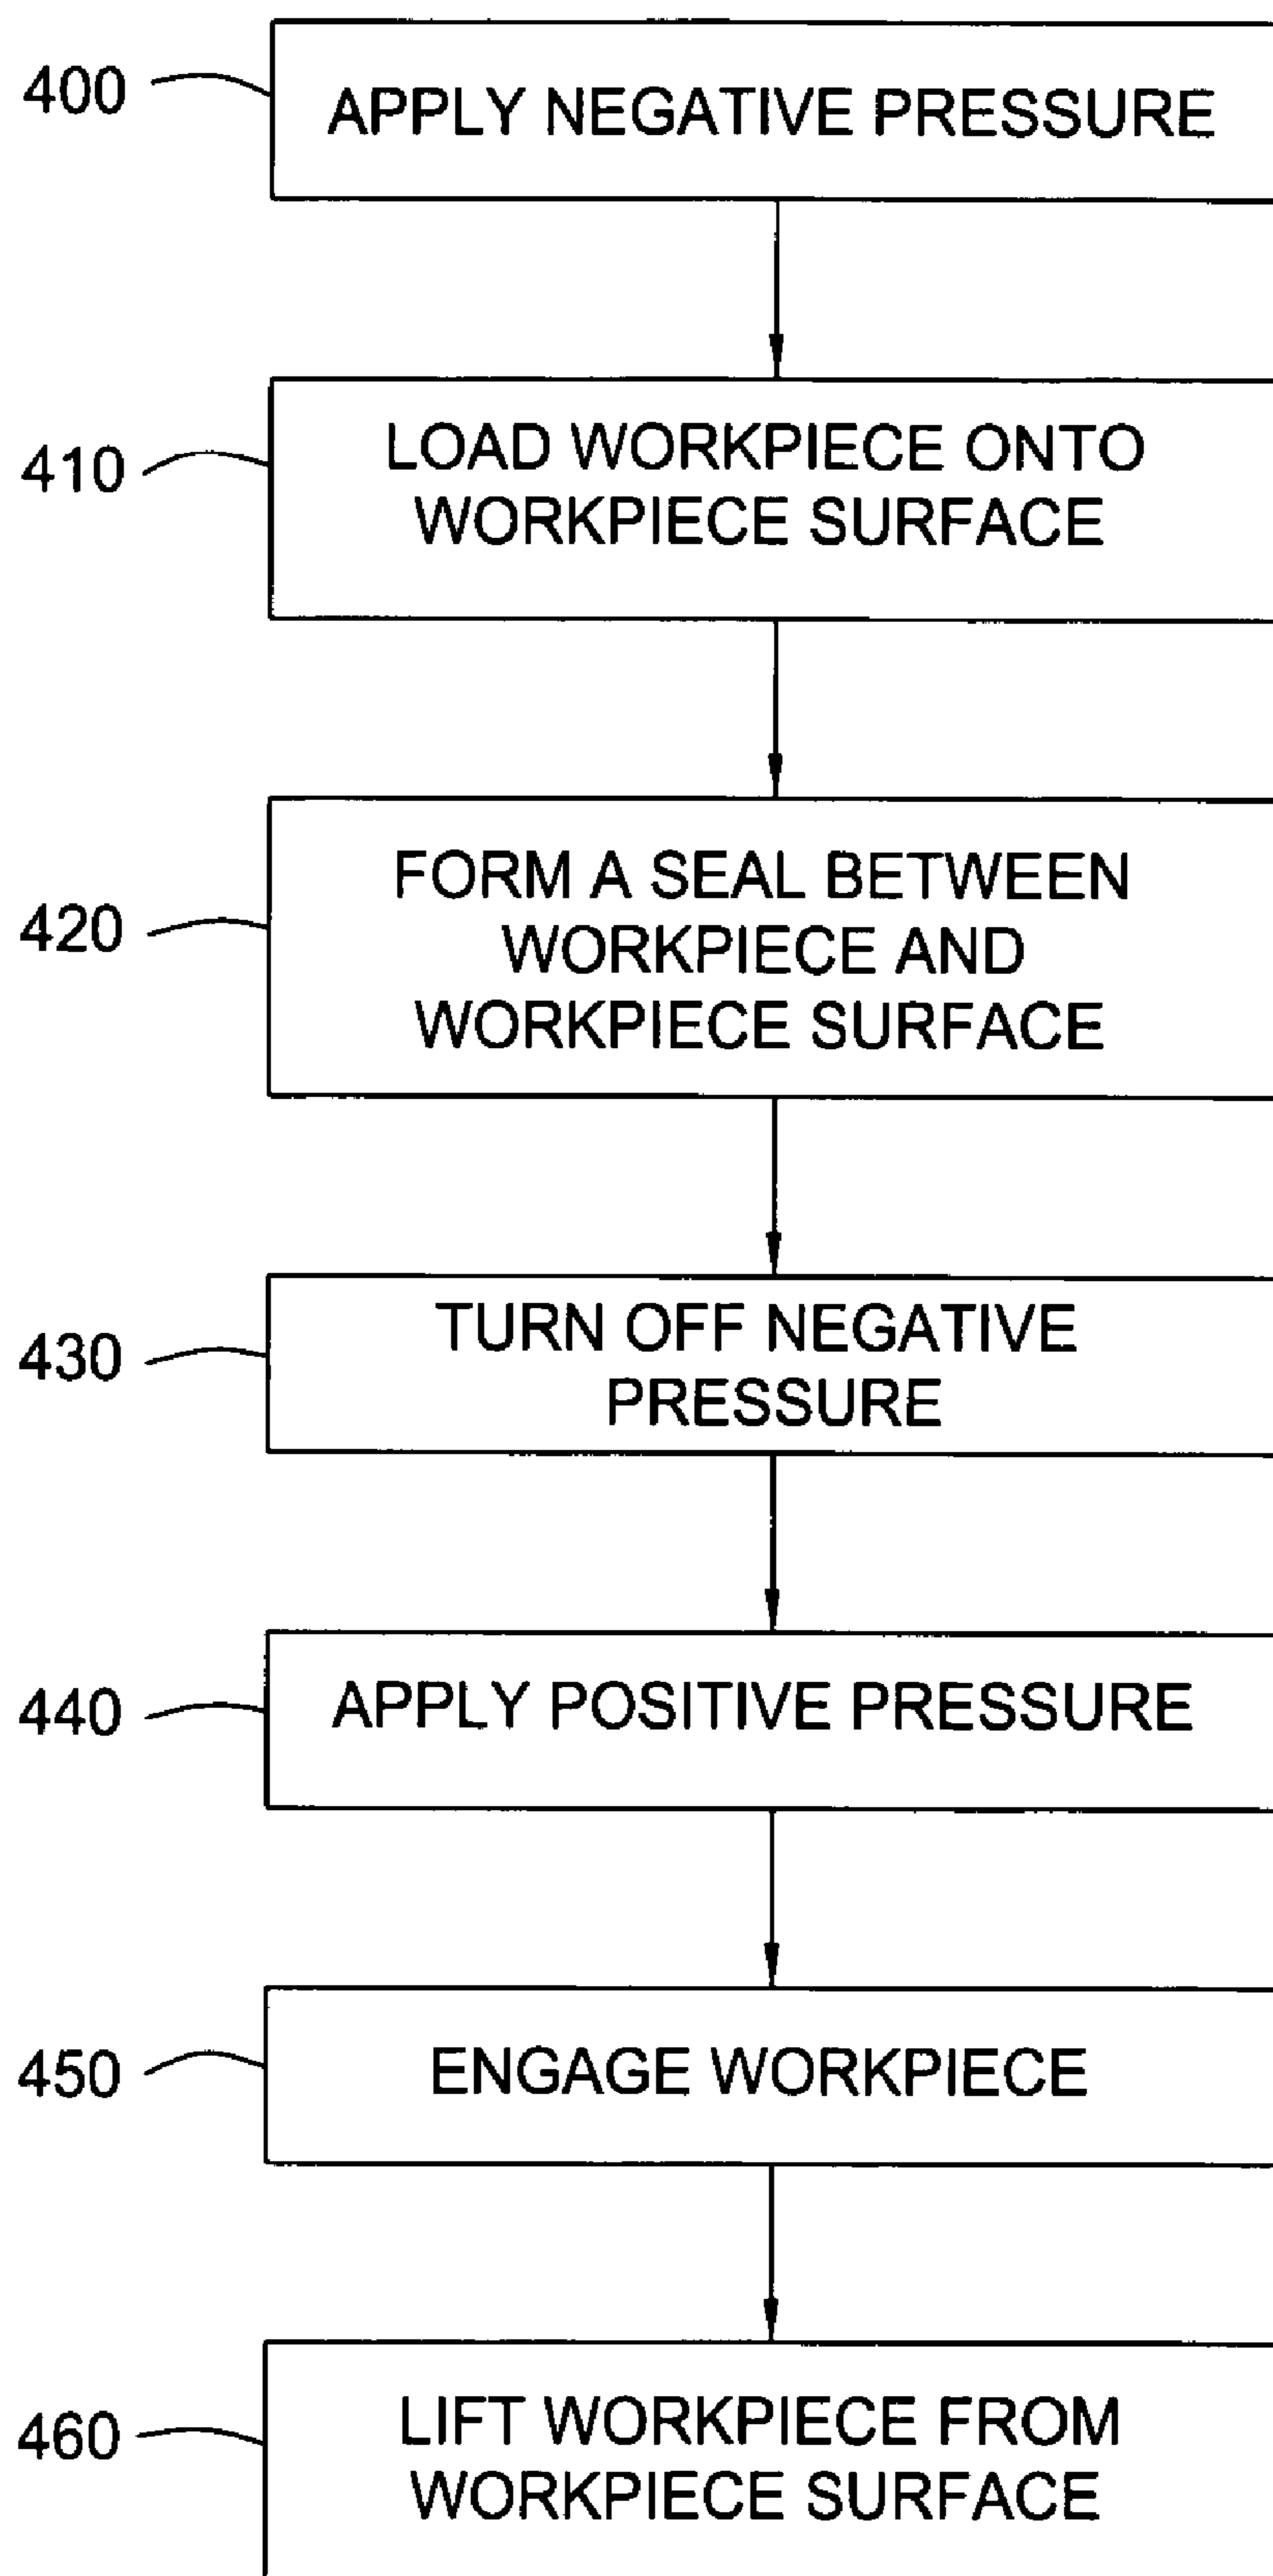 400
APPLY NEGATIVE PRESSURE
410
LOAD WORKPIECE ONTO
WORKPIECE SURFACE
420
FORM A SEAL BETWEEN
WORKPIECE AND
WORKPIECE SURFACE
430
TURN OFF NEGATIVE
PRESSURE
440
APPLY POSITIVE PRESSURE
450
ENGAGE WORKPIECE
460
LIFT WORKPIECE FROM
WORKPIECE SURFACE